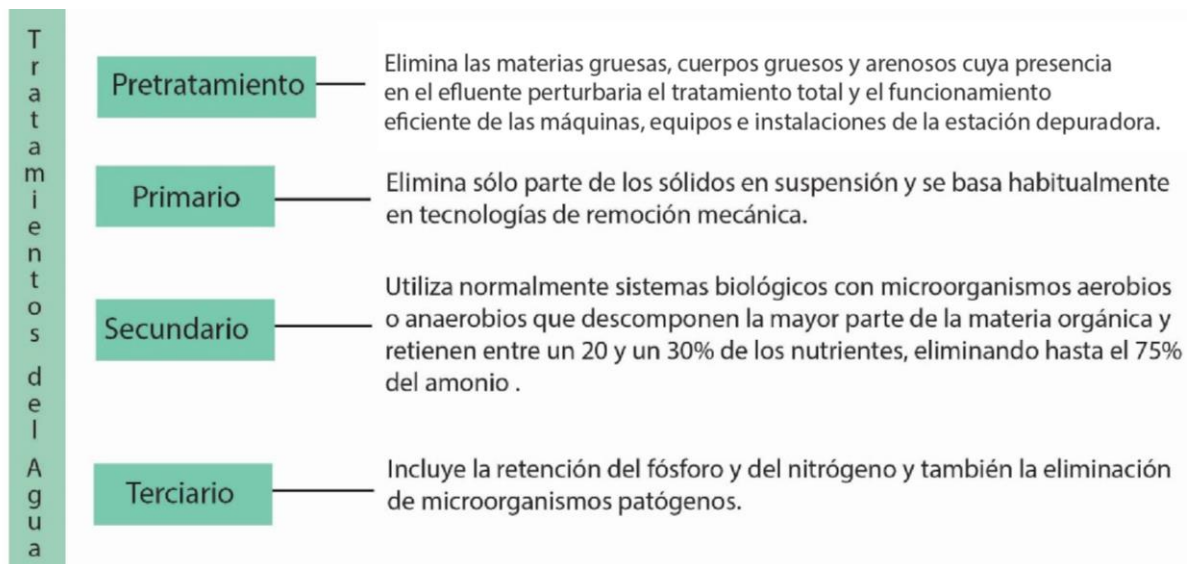 Tratamientos del Agua
Pretratamiento
Elimina las materias gruesas, cuerpos gruesos y arenosos cuya presencia
en el efluente perturbaria el tratamiento total y el funcionamiento
eficiente de las máquinas, equipos e instalaciones de la estación depuradora.
Primario
Elimina sólo parte de los sólidos en suspensión y se basa habitualmente
en tecnologías de remoción mecánica.
Secundario
Utiliza normalmente sistemas biológicos con microorganismos aerobios
o anaerobios que descomponen la mayor parte de la materia orgánica y
retienen entre un 20 y un 30% de los nutrientes, eliminando hasta el 75%
del amonio .
Terciario
Incluye la retención del fósforo y del nitrógeno y también la eliminación
de microorganismos patógenos.